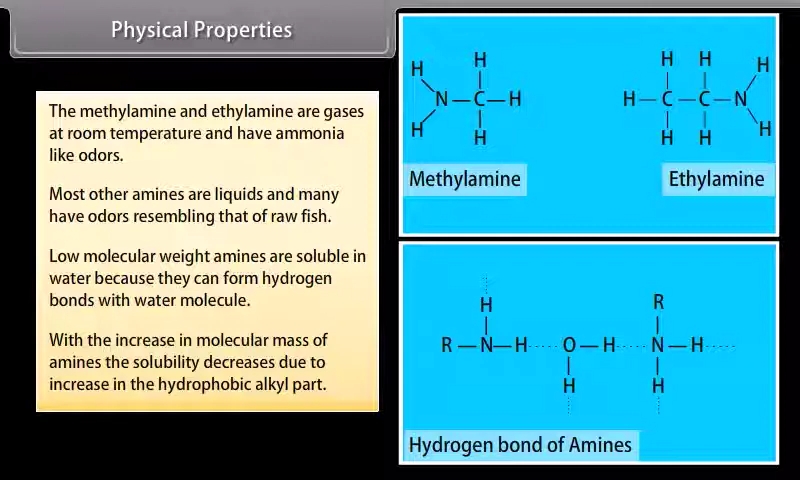 Physical Properties
The methylamine and ethylamine are gases
at room temperature and have ammonia
like odors.
Most other amines are liquids and many
have odors resembling that of raw fish.
Low molecular weight amines are soluble in
water because they can form hydrogen
bonds with water molecule.
With the increase in molecular mass of
amines the solubility decreases due to
increase in the hydrophobic alkyl part.
H H
N — C — H
H H
Methylamine
H H H
H — C — C — N
H H H
Ethylamine
H R
R — N — H ····· O — H ····· N — H ·····
H H
Hydrogen bond of Amines